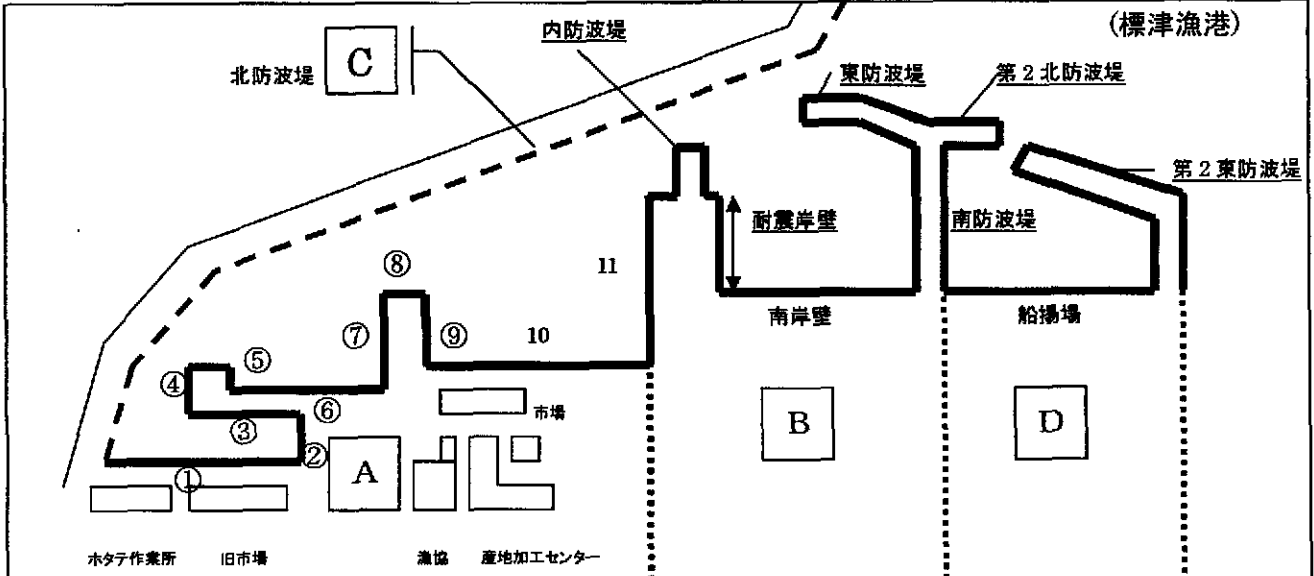 (標津漁港)
内防波堤
北防波堤
C
東防波堤
第2北防波堤
第2東防波堤
耐震岸壁
南防波堤
⑧
11
南岸壁
船揚場
⑦
⑨
10
⑤
④
⑥
市場
③
B
D
②
A
①
ホタテ作業所
旧市場
漁協
産地加工センター